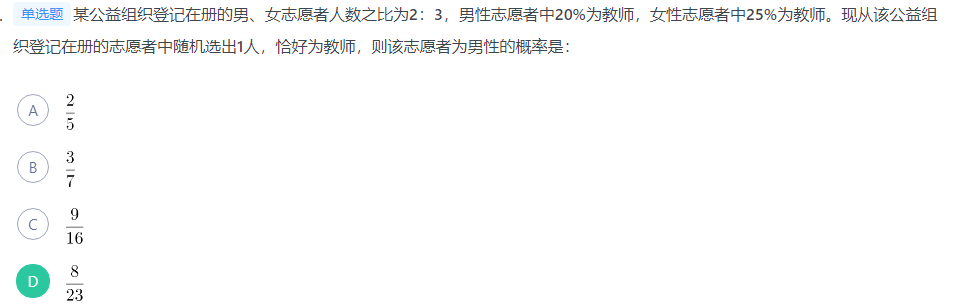 . 单选题 某公益组织登记在册的男、女志愿者人数之比为2：3，男性志愿者中20%为教师，女性志愿者中25%为教师。现从该公益组
织登记在册的志愿者中随机选出1人，恰好为教师，则该志愿者为男性的概率是：
A 2/5
B 3/7
C 9/16
D 8/23